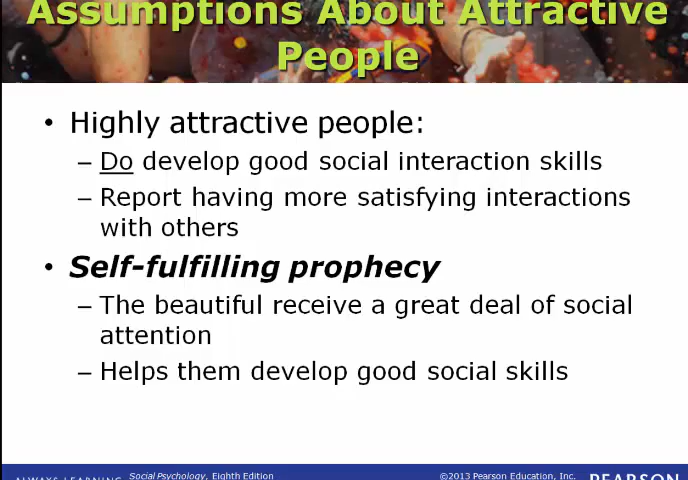 Assumptions About Attractive
People
• Highly attractive people:
– Do develop good social interaction skills
– Report having more satisfying interactions
with others
• Self-fulfilling prophecy
– The beautiful receive a great deal of social
attention
– Helps them develop good social skills
ALWAYS LEARNING Social Psychology, Eighth Edition ©2013 Pearson Education, Inc. PEARSON